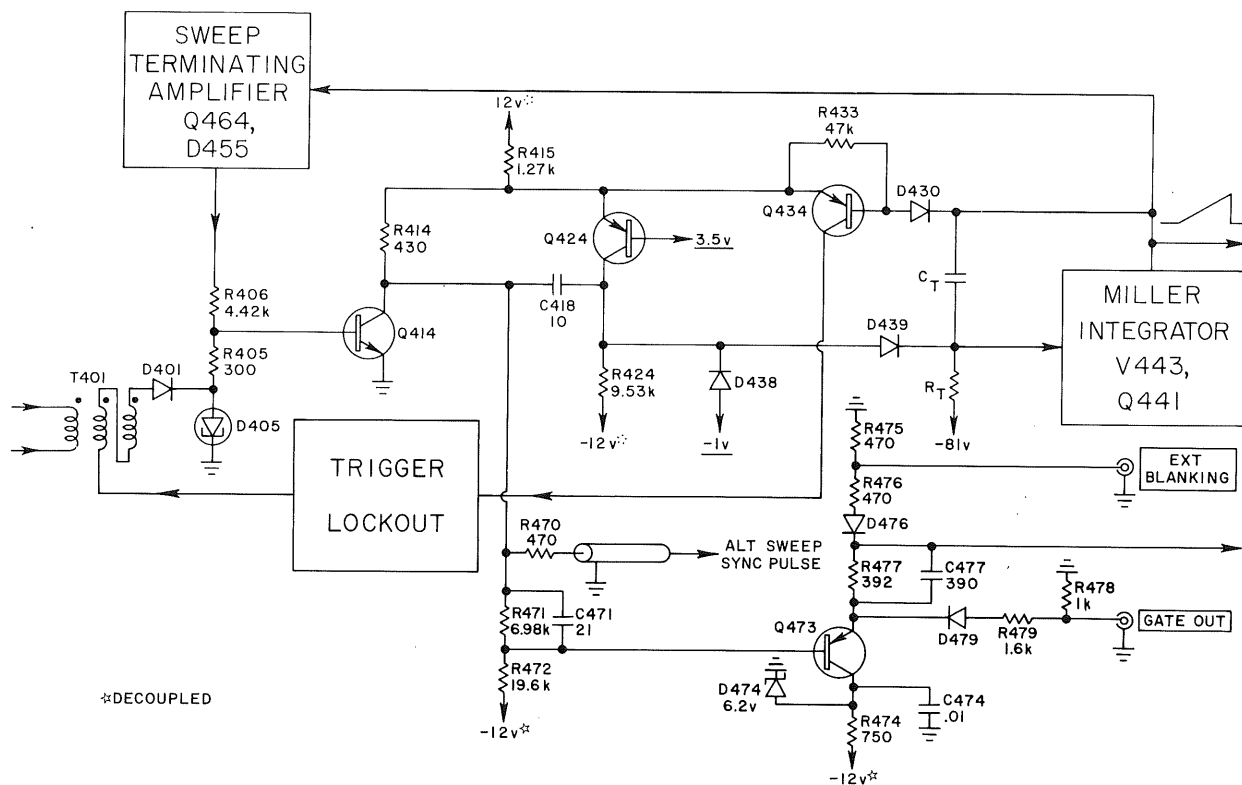 SWEEP
TERMINATING
AMPLIFIER
Q464,
D455
12v☆
R415
1.27k
R433
47k
Q434
D430
R414
430
Q424
3.5v
C418
10
R406
4.42k
Q414
R405
300
T401
D401
D405
R424
9.53k
-12v☆
D438
-1v
D439
CT
RT
-81v
MILLER
INTEGRATOR
V443,
Q441
TRIGGER
LOCKOUT
R475
470
R476
470
EXT
BLANKING
D476
R470
470
ALT SWEEP
SYNC PULSE
R477
392
C477
390
R478
1k
R471
6.98k
C471
21
Q473
D479
R479
1.6k
GATE OUT
R472
19.6k
-12v☆
D474
6.2v
C474
.01
R474
750
-12v☆
☆DECOUPLED